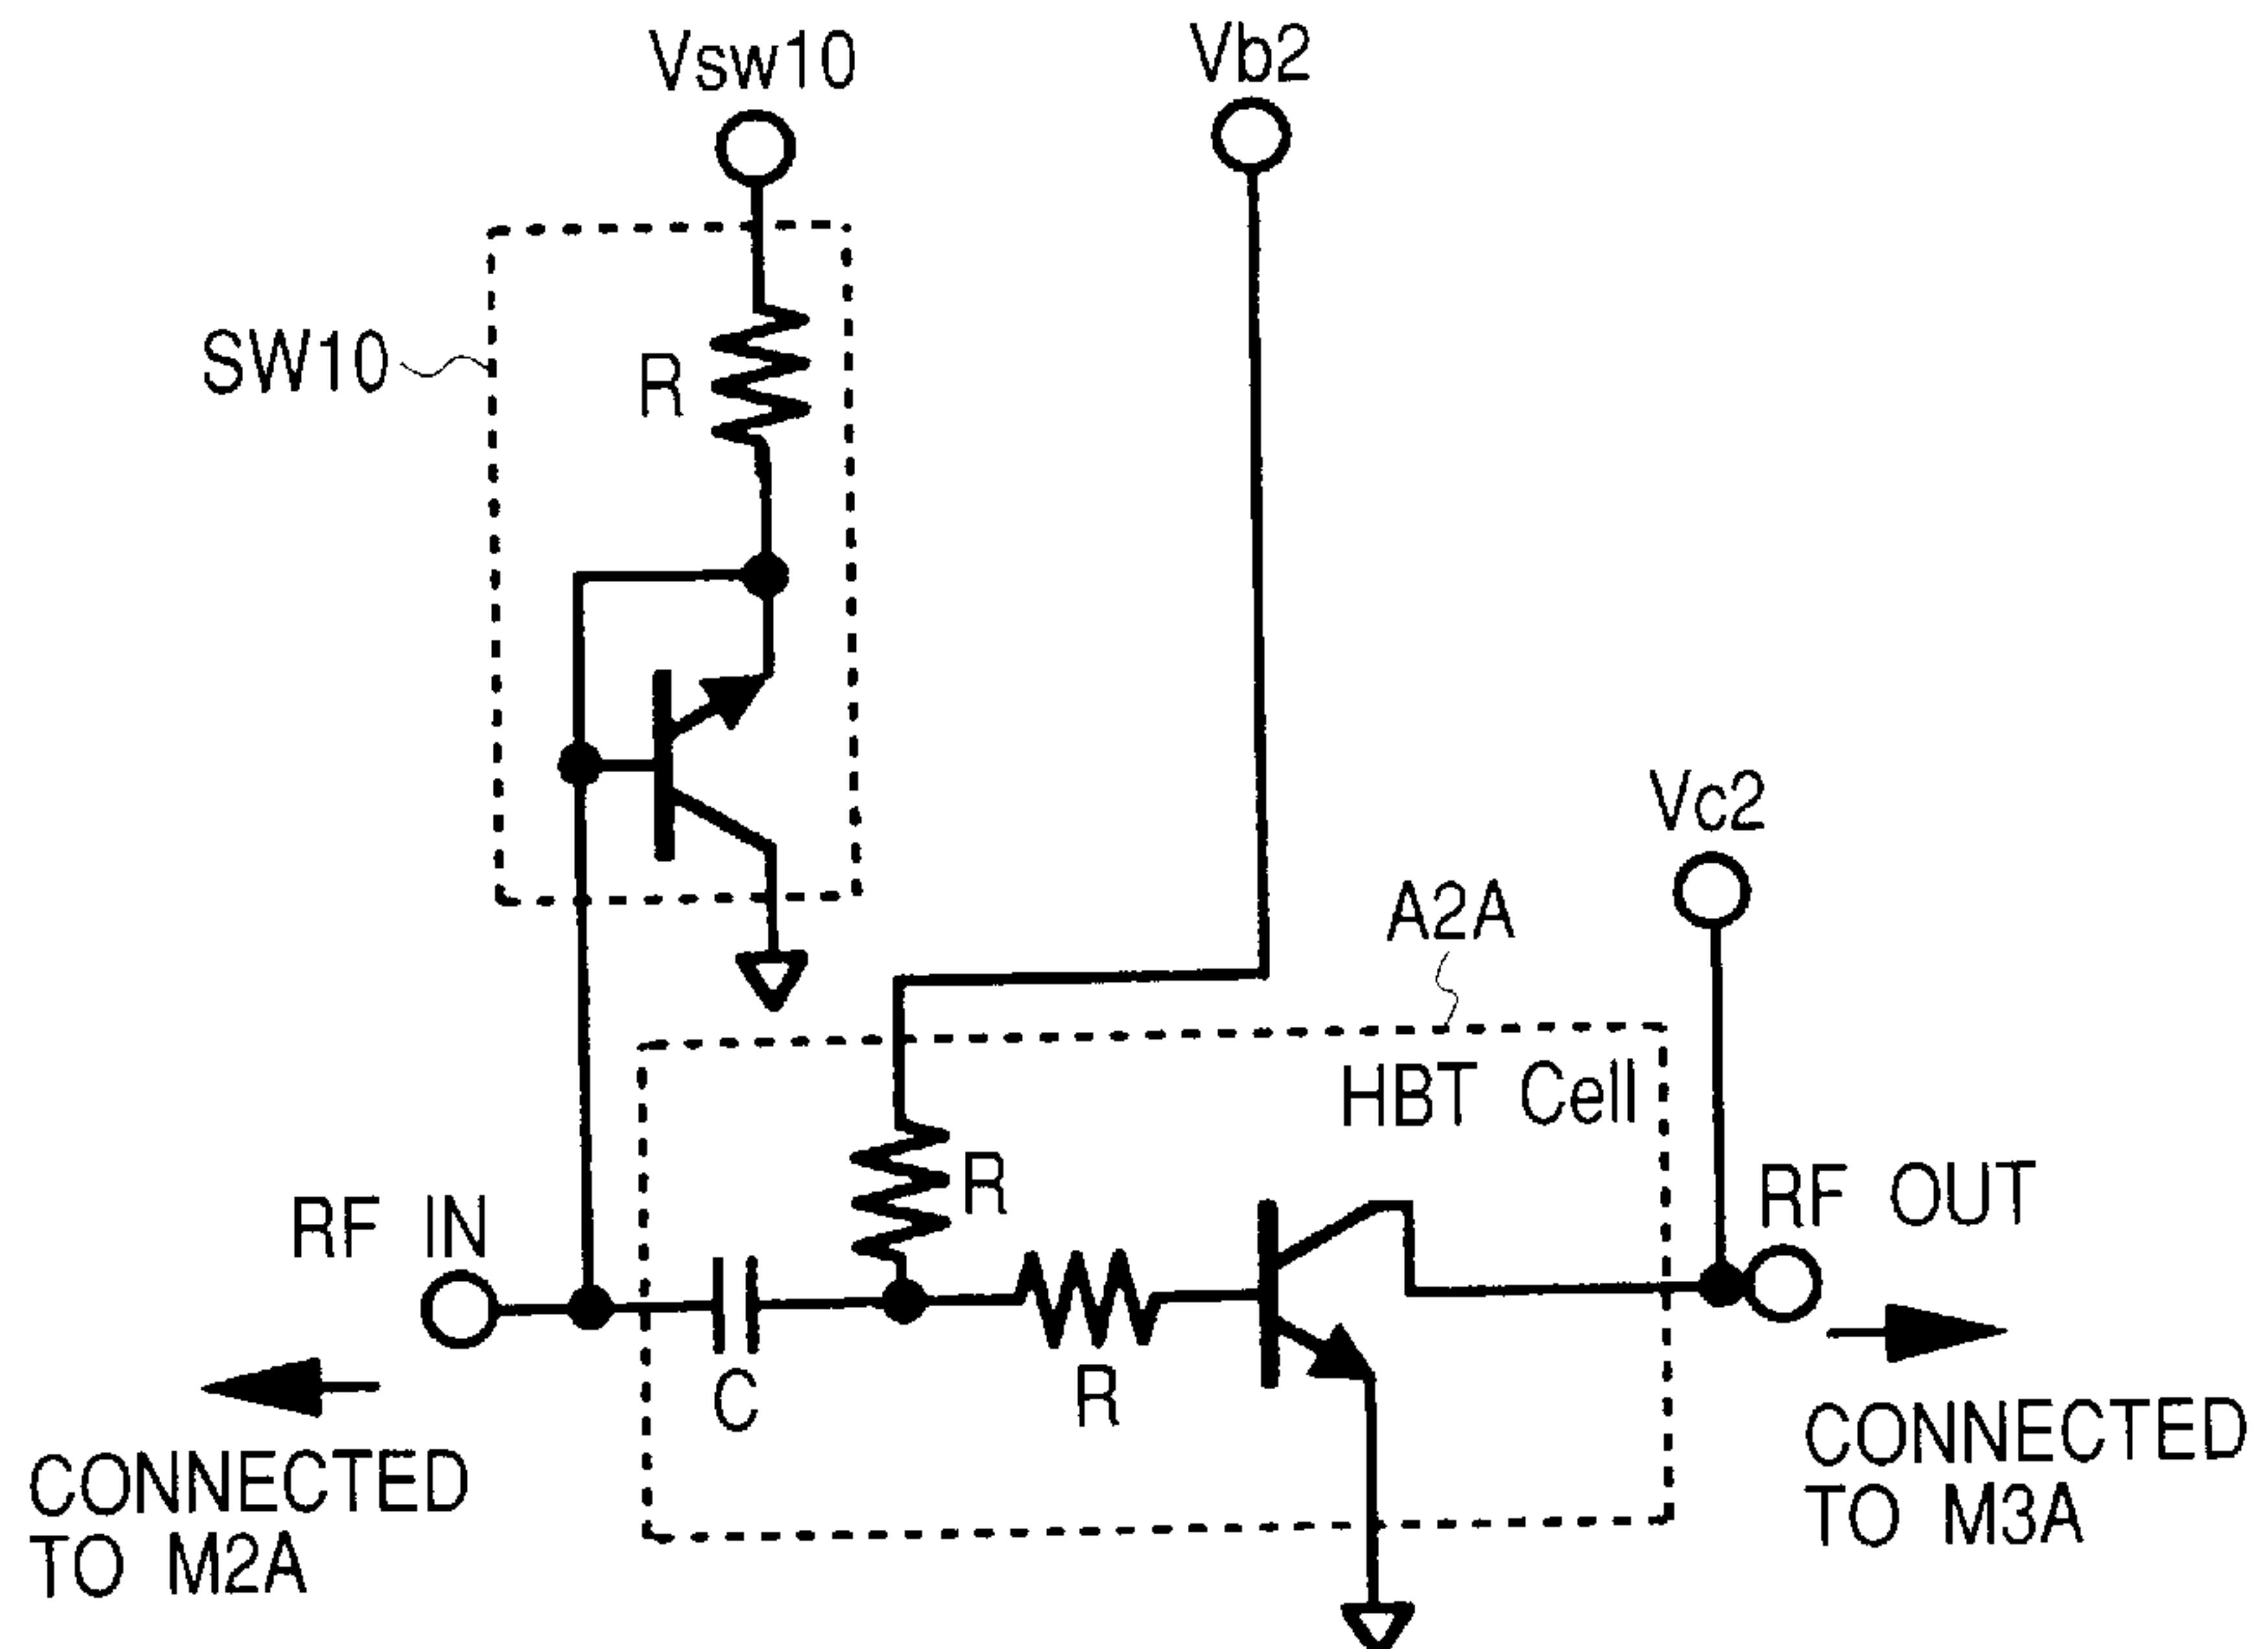 Vsw10
Vb2
SW10
R
Vc2
A2A
HBT Cell
R
RF IN
RF OUT
C
R
CONNECTED
TO M2A
CONNECTED
TO M3A